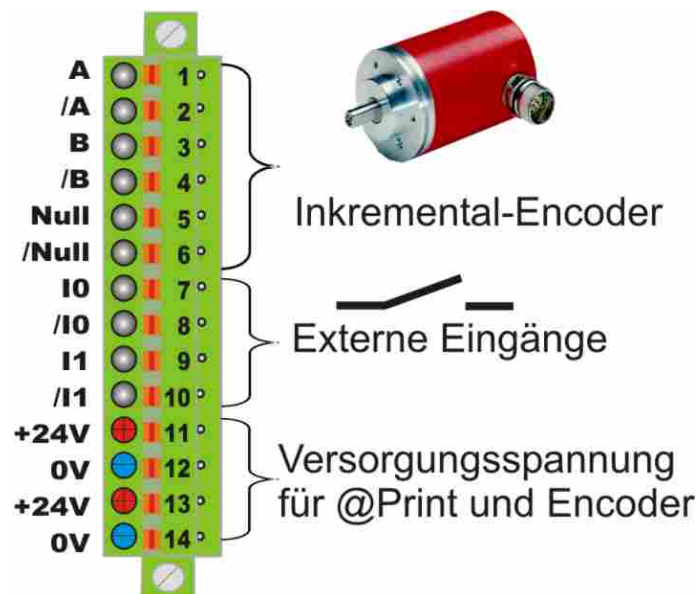 A 1
/A 2
B 3
/B 4
Null 5
/Null 6
Inkremental-Encoder
I0 7
/I0 8
I1 9
/I1 10
Externe Eingänge
+24V 11
0V 12
+24V 13
0V 14
Versorgungsspannung
für @Print und Encoder